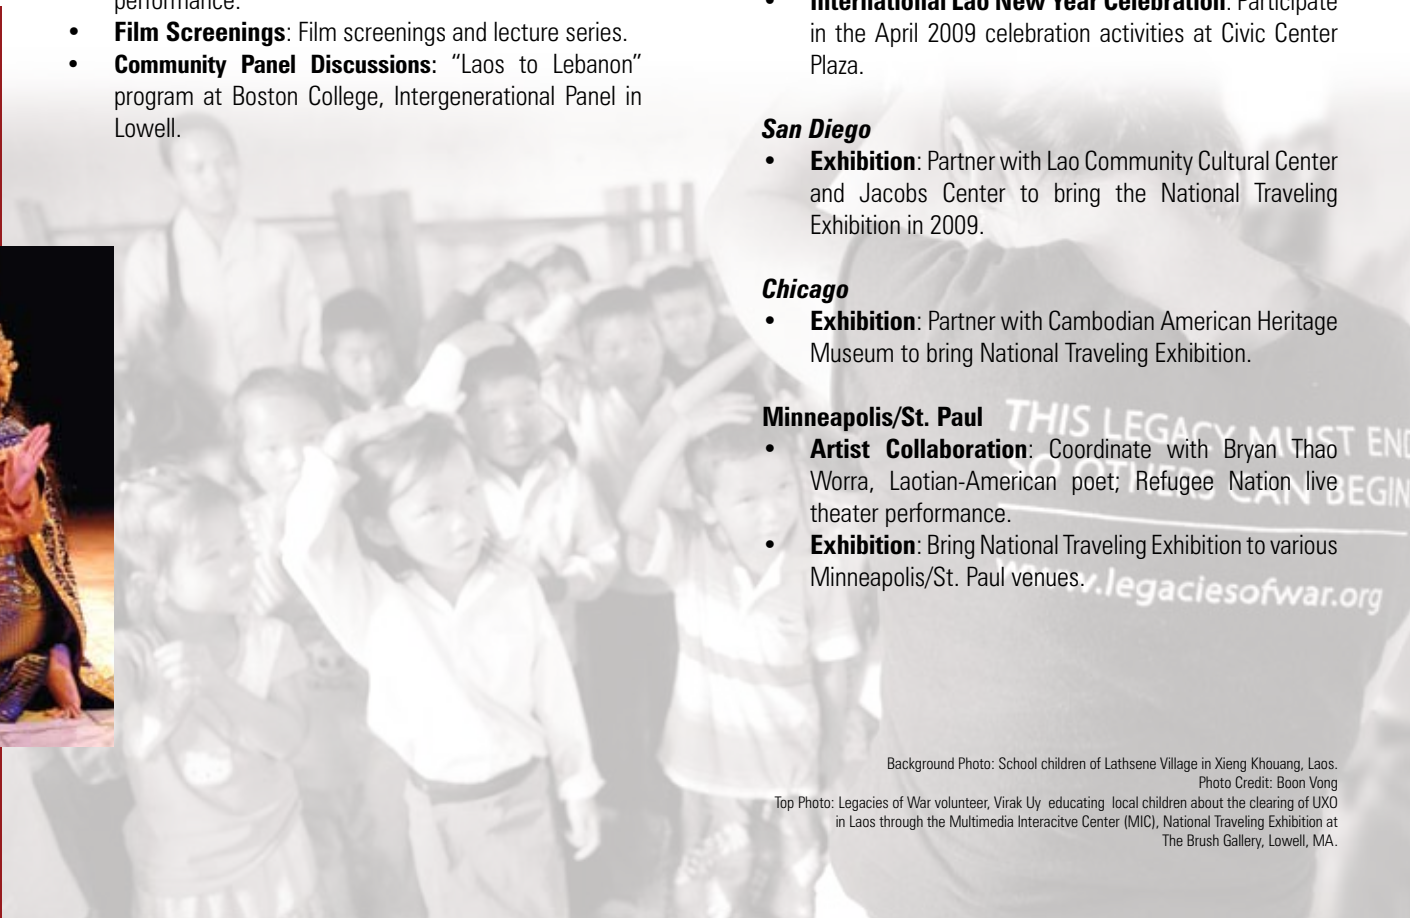 performance.
• Film Screenings: Film screenings and lecture series.
• Community Panel Discussions: “Laos to Lebanon”
program at Boston College, Intergenerational Panel in
Lowell.
• International Lao New Year Celebration: Participate
in the April 2009 celebration activities at Civic Center
Plaza.
San Diego
• Exhibition: Partner with Lao Community Cultural Center
and Jacobs Center to bring the National Traveling
Exhibition in 2009.
Chicago
• Exhibition: Partner with Cambodian American Heritage
Museum to bring National Traveling Exhibition.
Minneapolis/St. Paul
• Artist Collaboration: Coordinate with Bryan Thao
Worra, Laotian-American poet; Refugee Nation live
theater performance.
• Exhibition: Bring National Traveling Exhibition to various
Minneapolis/St. Paul venues.
THIS LEGACY MUST END
SO OTHERS CAN BEGIN
www.legaciesofwar.org
Background Photo: School children of Lathsene Village in Xieng Khouang, Laos.
Photo Credit: Boon Vong
Top Photo: Legacies of War volunteer, Virak Uy educating local children about the clearing of UXO
in Laos through the Multimedia Interacitve Center (MIC), National Traveling Exhibition at
The Brush Gallery, Lowell, MA.